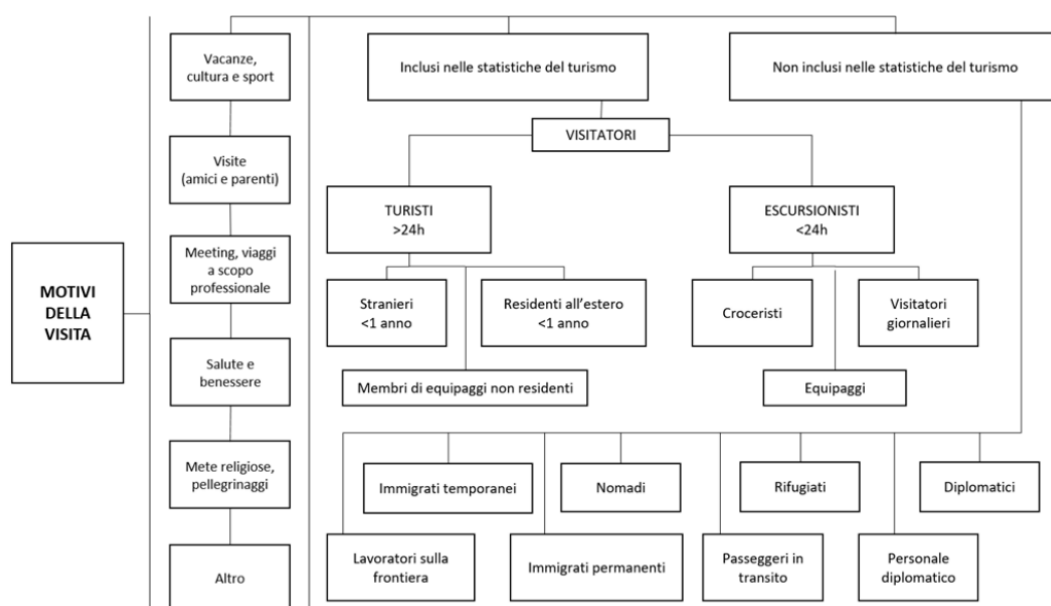 MOTIVI
DELLA
VISITA
Vacanze,
cultura e sport
Visite
(amici e parenti)
Meeting, viaggi
a scopo
professionale
Salute e
benessere
Mete religiose,
pellegrinaggi
Altro
Inclusi nelle statistiche del turismo
Non inclusi nelle statistiche del turismo
VISITATORI
TURISTI
>24h
ESCURSIONISTI
<24h
Stranieri
<1 anno
Residenti all'estero
<1 anno
Croceristi
Visitatori
giornalieri
Membri di equipaggi non residenti
Equipaggi
Immigrati temporanei
Nomadi
Rifugiati
Diplomatici
Lavoratori sulla
frontiera
Immigrati permanenti
Passeggeri in
transito
Personale
diplomatico